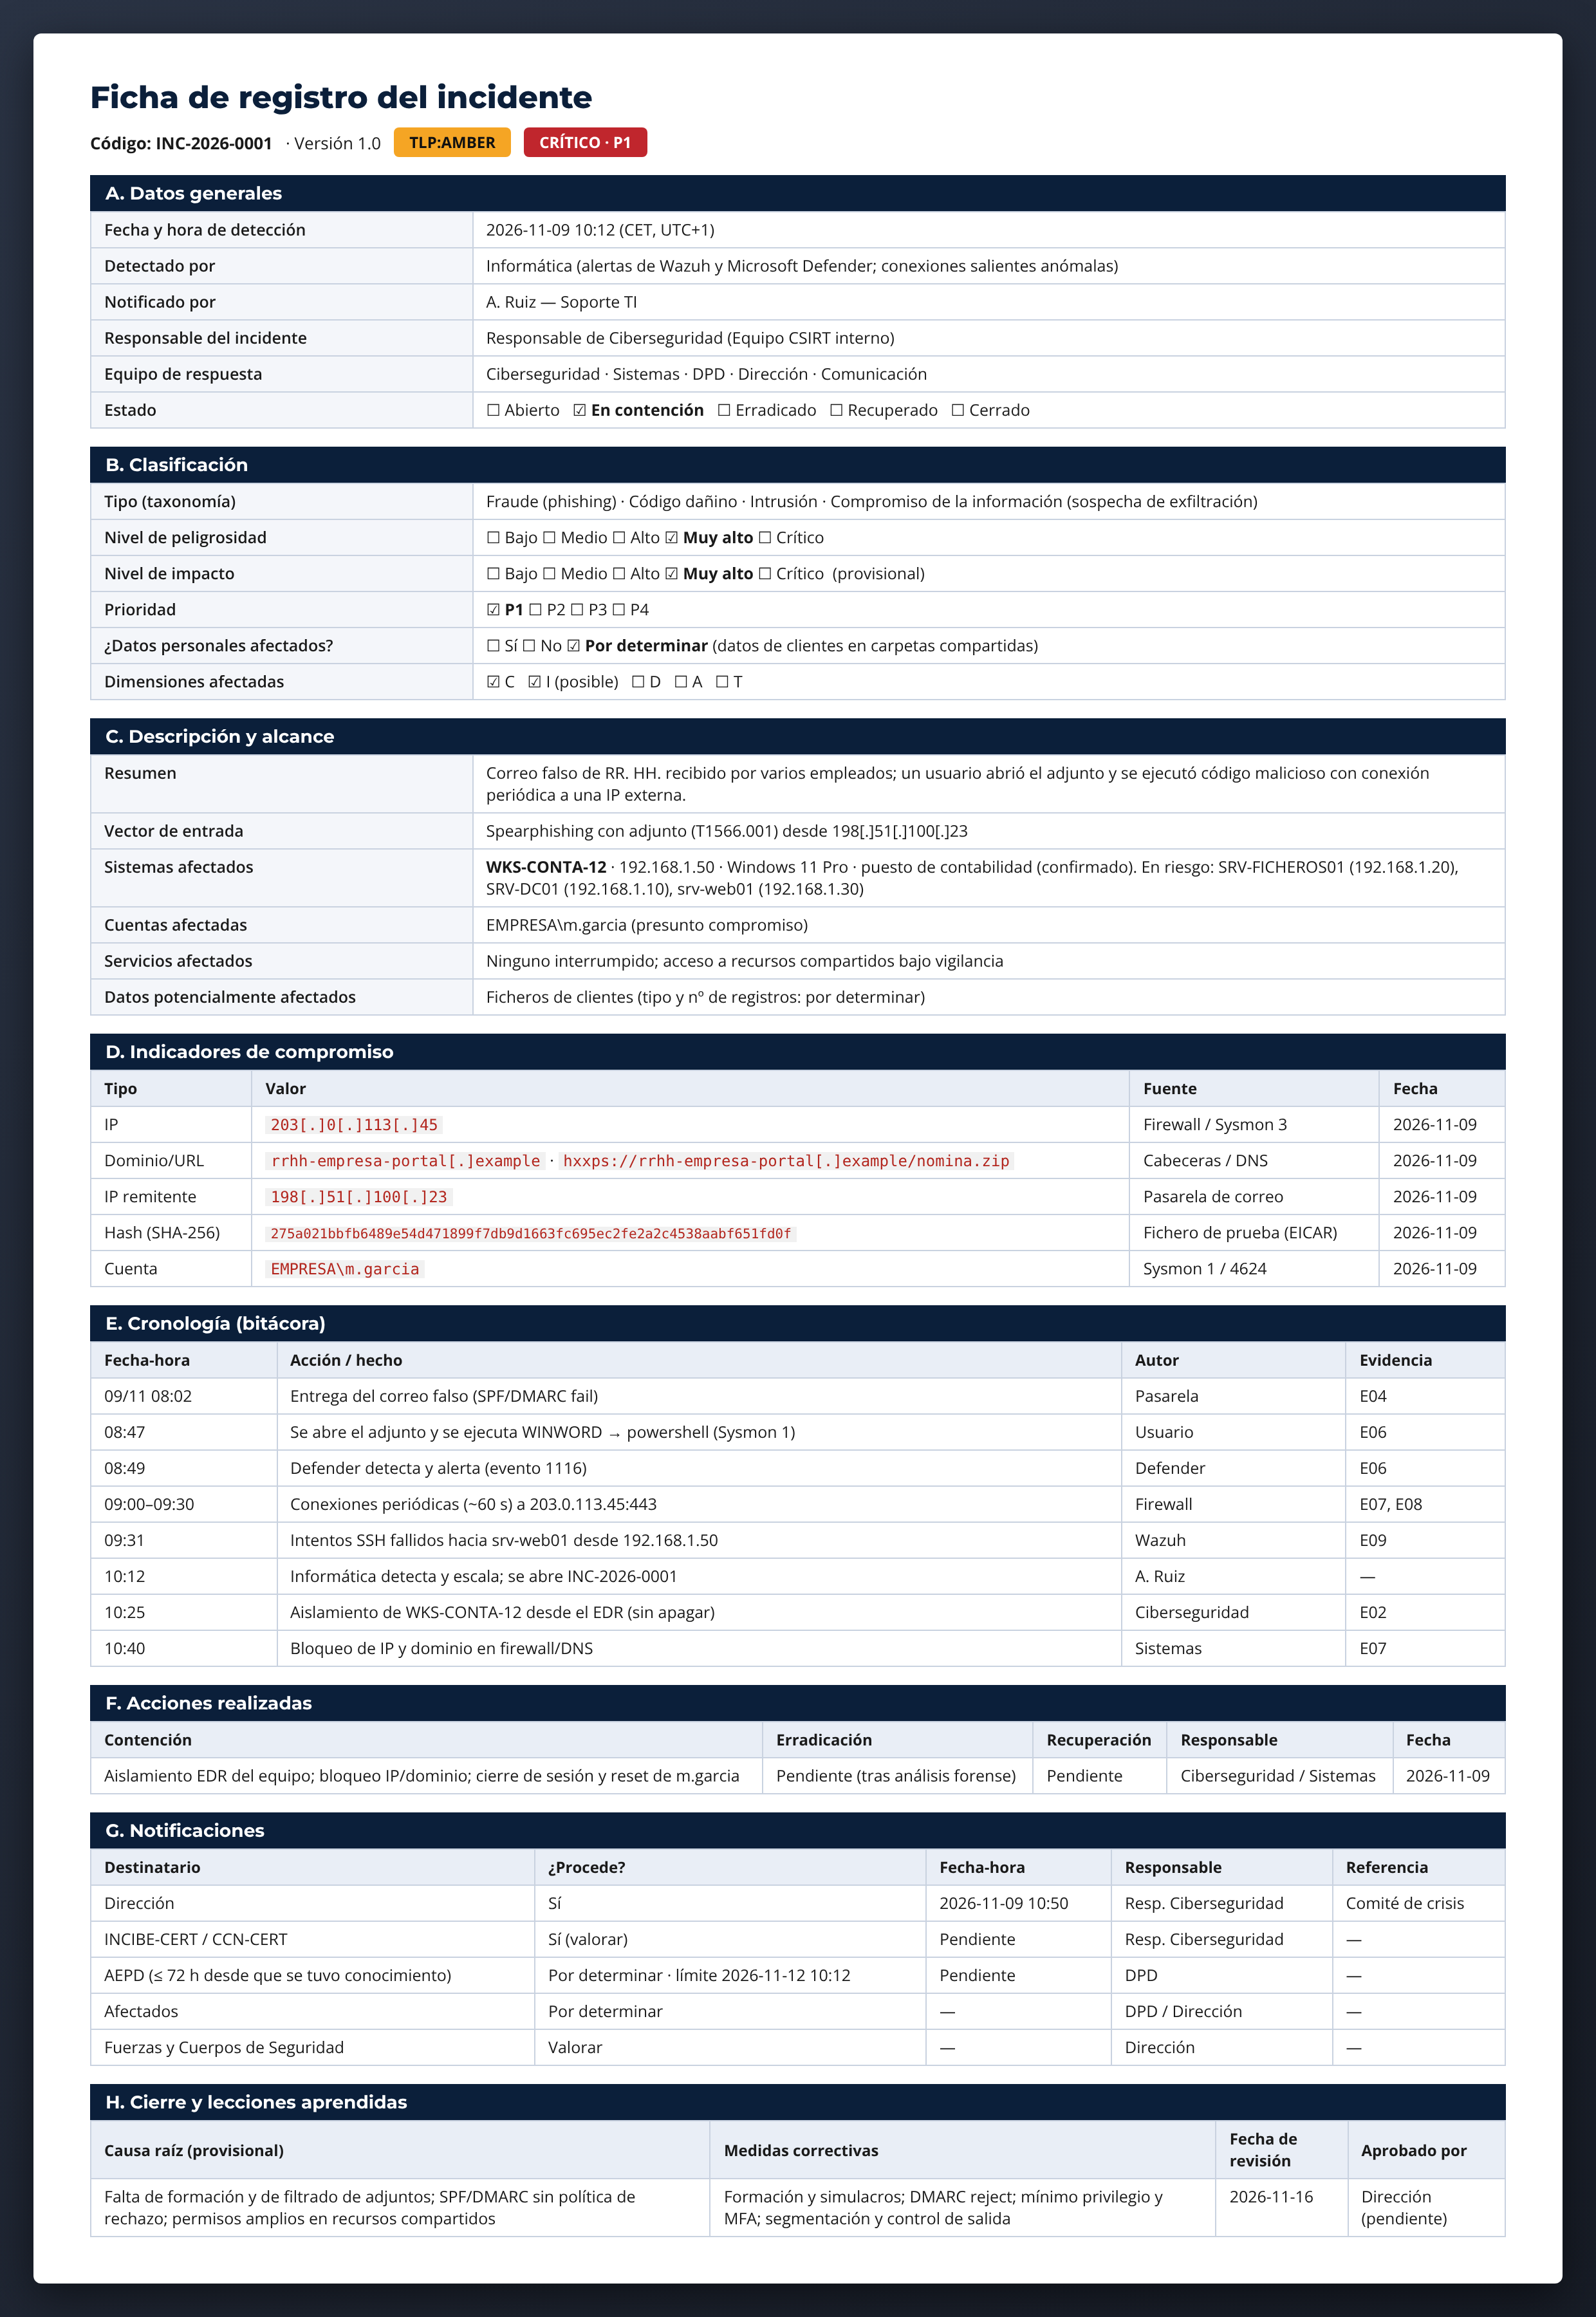 Ficha de registro del incidente
Código: INC-2026-0001 · Versión 1.0 TLP:AMBER CRÍTICO · P1
A. Datos generales
Fecha y hora de detección 2026-11-09 10:12 (CET, UTC+1)
Detectado por Informática (alertas de Wazuh y Microsoft Defender; conexiones salientes anómalas)
Notificado por A. Ruiz — Soporte TI
Responsable del incidente Responsable de Ciberseguridad (Equipo CSIRT interno)
Equipo de respuesta Ciberseguridad · Sistemas · DPD · Dirección · Comunicación
Estado ☐ Abierto ☑ En contención ☐ Erradicado ☐ Recuperado ☐ Cerrado
B. Clasificación
Tipo (taxonomía) Fraude (phishing) · Código dañino · Intrusión · Compromiso de la información (sospecha de exfiltración)
Nivel de peligrosidad ☐ Bajo ☐ Medio ☐ Alto ☑ Muy alto ☐ Crítico
Nivel de impacto ☐ Bajo ☐ Medio ☐ Alto ☑ Muy alto ☐ Crítico (provisional)
Prioridad ☑ P1 ☐ P2 ☐ P3 ☐ P4
¿Datos personales afectados? ☐ Sí ☐ No ☑ Por determinar (datos de clientes en carpetas compartidas)
Dimensiones afectadas ☑ C ☑ I (posible) ☐ D ☐ A ☐ T
C. Descripción y alcance
Resumen Correo falso de RR. HH. recibido por varios empleados; un usuario abrió el adjunto y se ejecutó código malicioso con conexión
periódica a una IP externa.
Vector de entrada Spearphishing con adjunto (T1566.001) desde 198[.]51[.]100[.]23
Sistemas afectados WKS-CONTA-12 · 192.168.1.50 · Windows 11 Pro · puesto de contabilidad (confirmado). En riesgo: SRV-FICHEROS01 (192.168.1.20),
SRV-DC01 (192.168.1.10), srv-web01 (192.168.1.30)
Cuentas afectadas EMPRESA\m.garcia (presunto compromiso)
Servicios afectados Ninguno interrumpido; acceso a recursos compartidos bajo vigilancia
Datos potencialmente afectados Ficheros de clientes (tipo y nº de registros: por determinar)
D. Indicadores de compromiso
Tipo Valor Fuente Fecha
IP 203[.]0[.]113[.]45 Firewall / Sysmon 3 2026-11-09
Dominio/URL rrhh-empresa-portal[.]example · hxxps://rrhh-empresa-portal[.]example/nomina.zip Cabeceras / DNS 2026-11-09
IP remitente 198[.]51[.]100[.]23 Pasarela de correo 2026-11-09
Hash (SHA-256) 275a021bbfb6489e54d471899f7db9d1663fc695ec2fe2a2c4538aabf651fd0f Fichero de prueba (EICAR) 2026-11-09
Cuenta EMPRESA\m.garcia Sysmon 1 / 4624 2026-11-09
E. Cronología (bitácora)
Fecha-hora Acción / hecho Autor Evidencia
09/11 08:02 Entrega del correo falso (SPF/DMARC fail) Pasarela E04
08:47 Se abre el adjunto y se ejecuta WINWORD → powershell (Sysmon 1) Usuario E06
08:49 Defender detecta y alerta (evento 1116) Defender E06
09:00–09:30 Conexiones periódicas (~60 s) a 203.0.113.45:443 Firewall E07, E08
09:31 Intentos SSH fallidos hacia srv-web01 desde 192.168.1.50 Wazuh E09
10:12 Informática detecta y escala; se abre INC-2026-0001 A. Ruiz —
10:25 Aislamiento de WKS-CONTA-12 desde el EDR (sin apagar) Ciberseguridad E02
10:40 Bloqueo de IP y dominio en firewall/DNS Sistemas E07
F. Acciones realizadas
Contención Erradicación Recuperación Responsable Fecha
Aislamiento EDR del equipo; bloqueo IP/dominio; cierre de sesión y reset de m.garcia Pendiente (tras análisis forense) Pendiente Ciberseguridad / Sistemas 2026-11-09
G. Notificaciones
Destinatario ¿Procede? Fecha-hora Responsable Referencia
Dirección Sí 2026-11-09 10:50 Resp. Ciberseguridad Comité de crisis
INCIBE-CERT / CCN-CERT Sí (valorar) Pendiente Resp. Ciberseguridad —
AEPD (≤ 72 h desde que se tuvo conocimiento) Por determinar · límite 2026-11-12 10:12 Pendiente DPD —
Afectados Por determinar — DPD / Dirección —
Fuerzas y Cuerpos de Seguridad Valorar — Dirección —
H. Cierre y lecciones aprendidas
Causa raíz (provisional) Medidas correctivas Fecha de revisión Aprobado por
Falta de formación y de filtrado de adjuntos; SPF/DMARC sin política de rechazo; permisos amplios en recursos compartidos Formación y simulacros; DMARC reject; mínimo privilegio y MFA; segmentación y control de salida 2026-11-16 Dirección (pendiente)